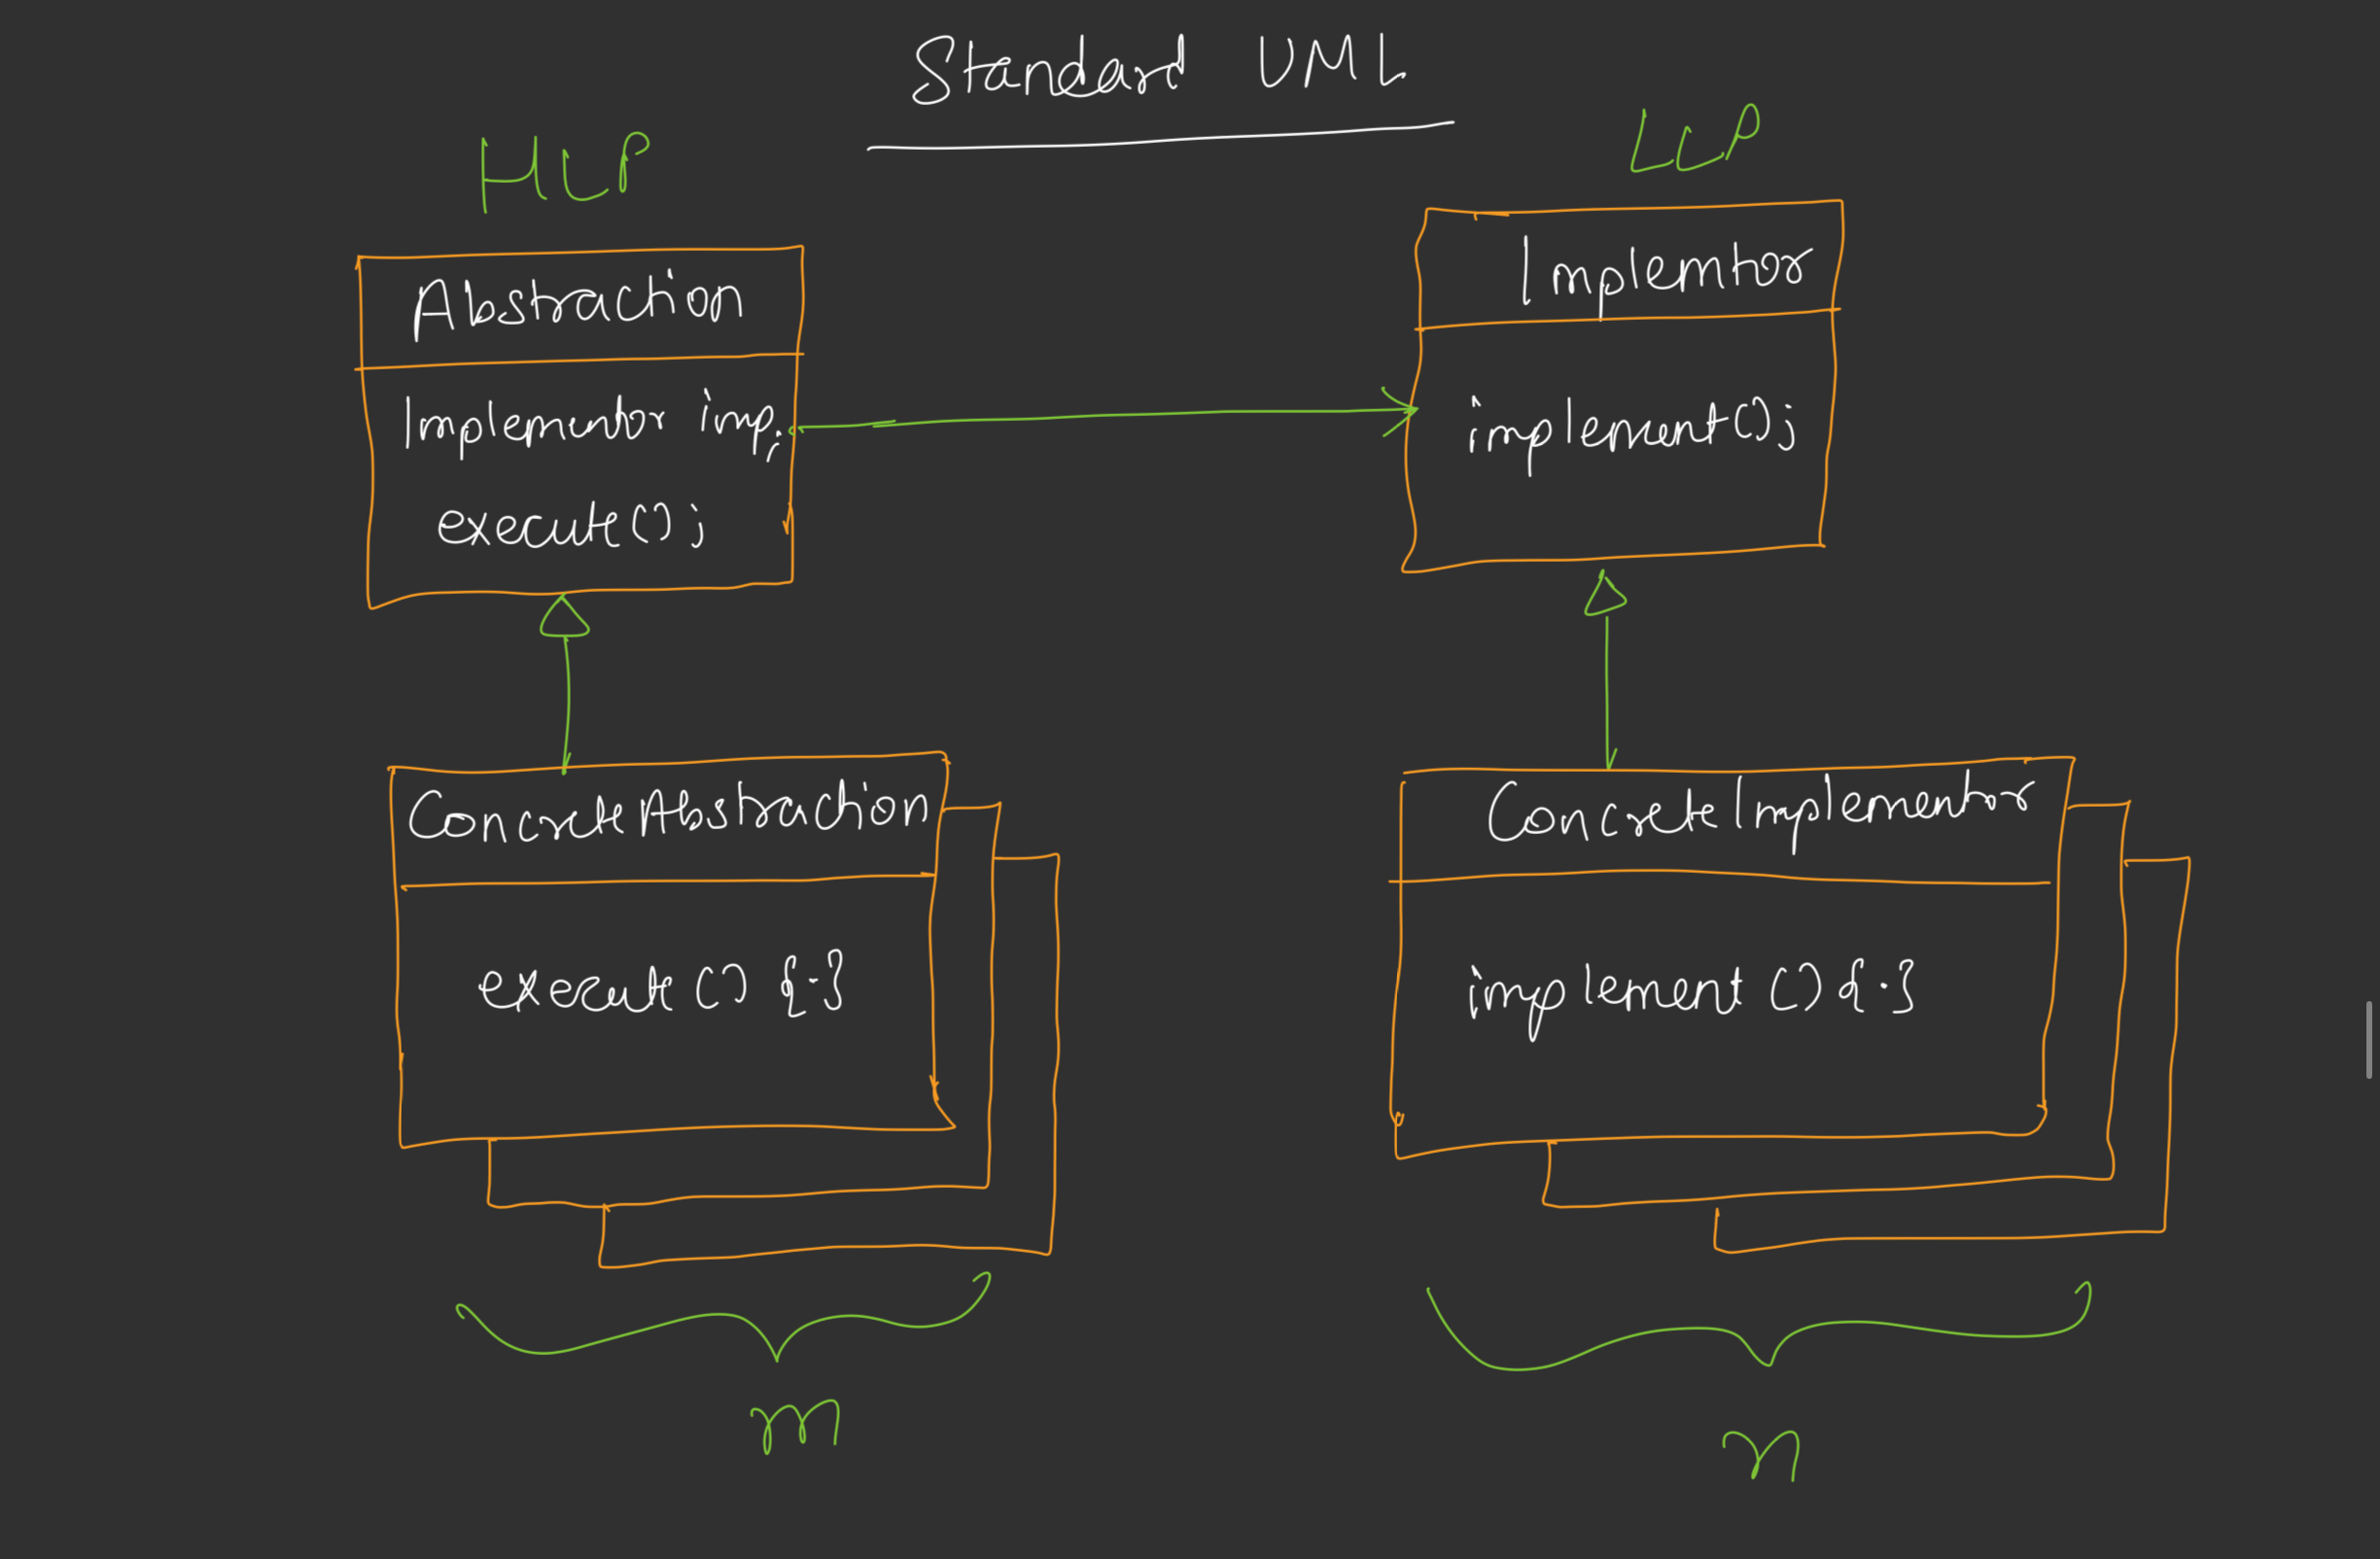 Standard UML
HLP
LLP
Abstraction
Implementor imp;
execute();
Implemtor
implement();
ConcreteAbstraction
execute() {-}
ConcreteImplementor
implement() {.}
m
n